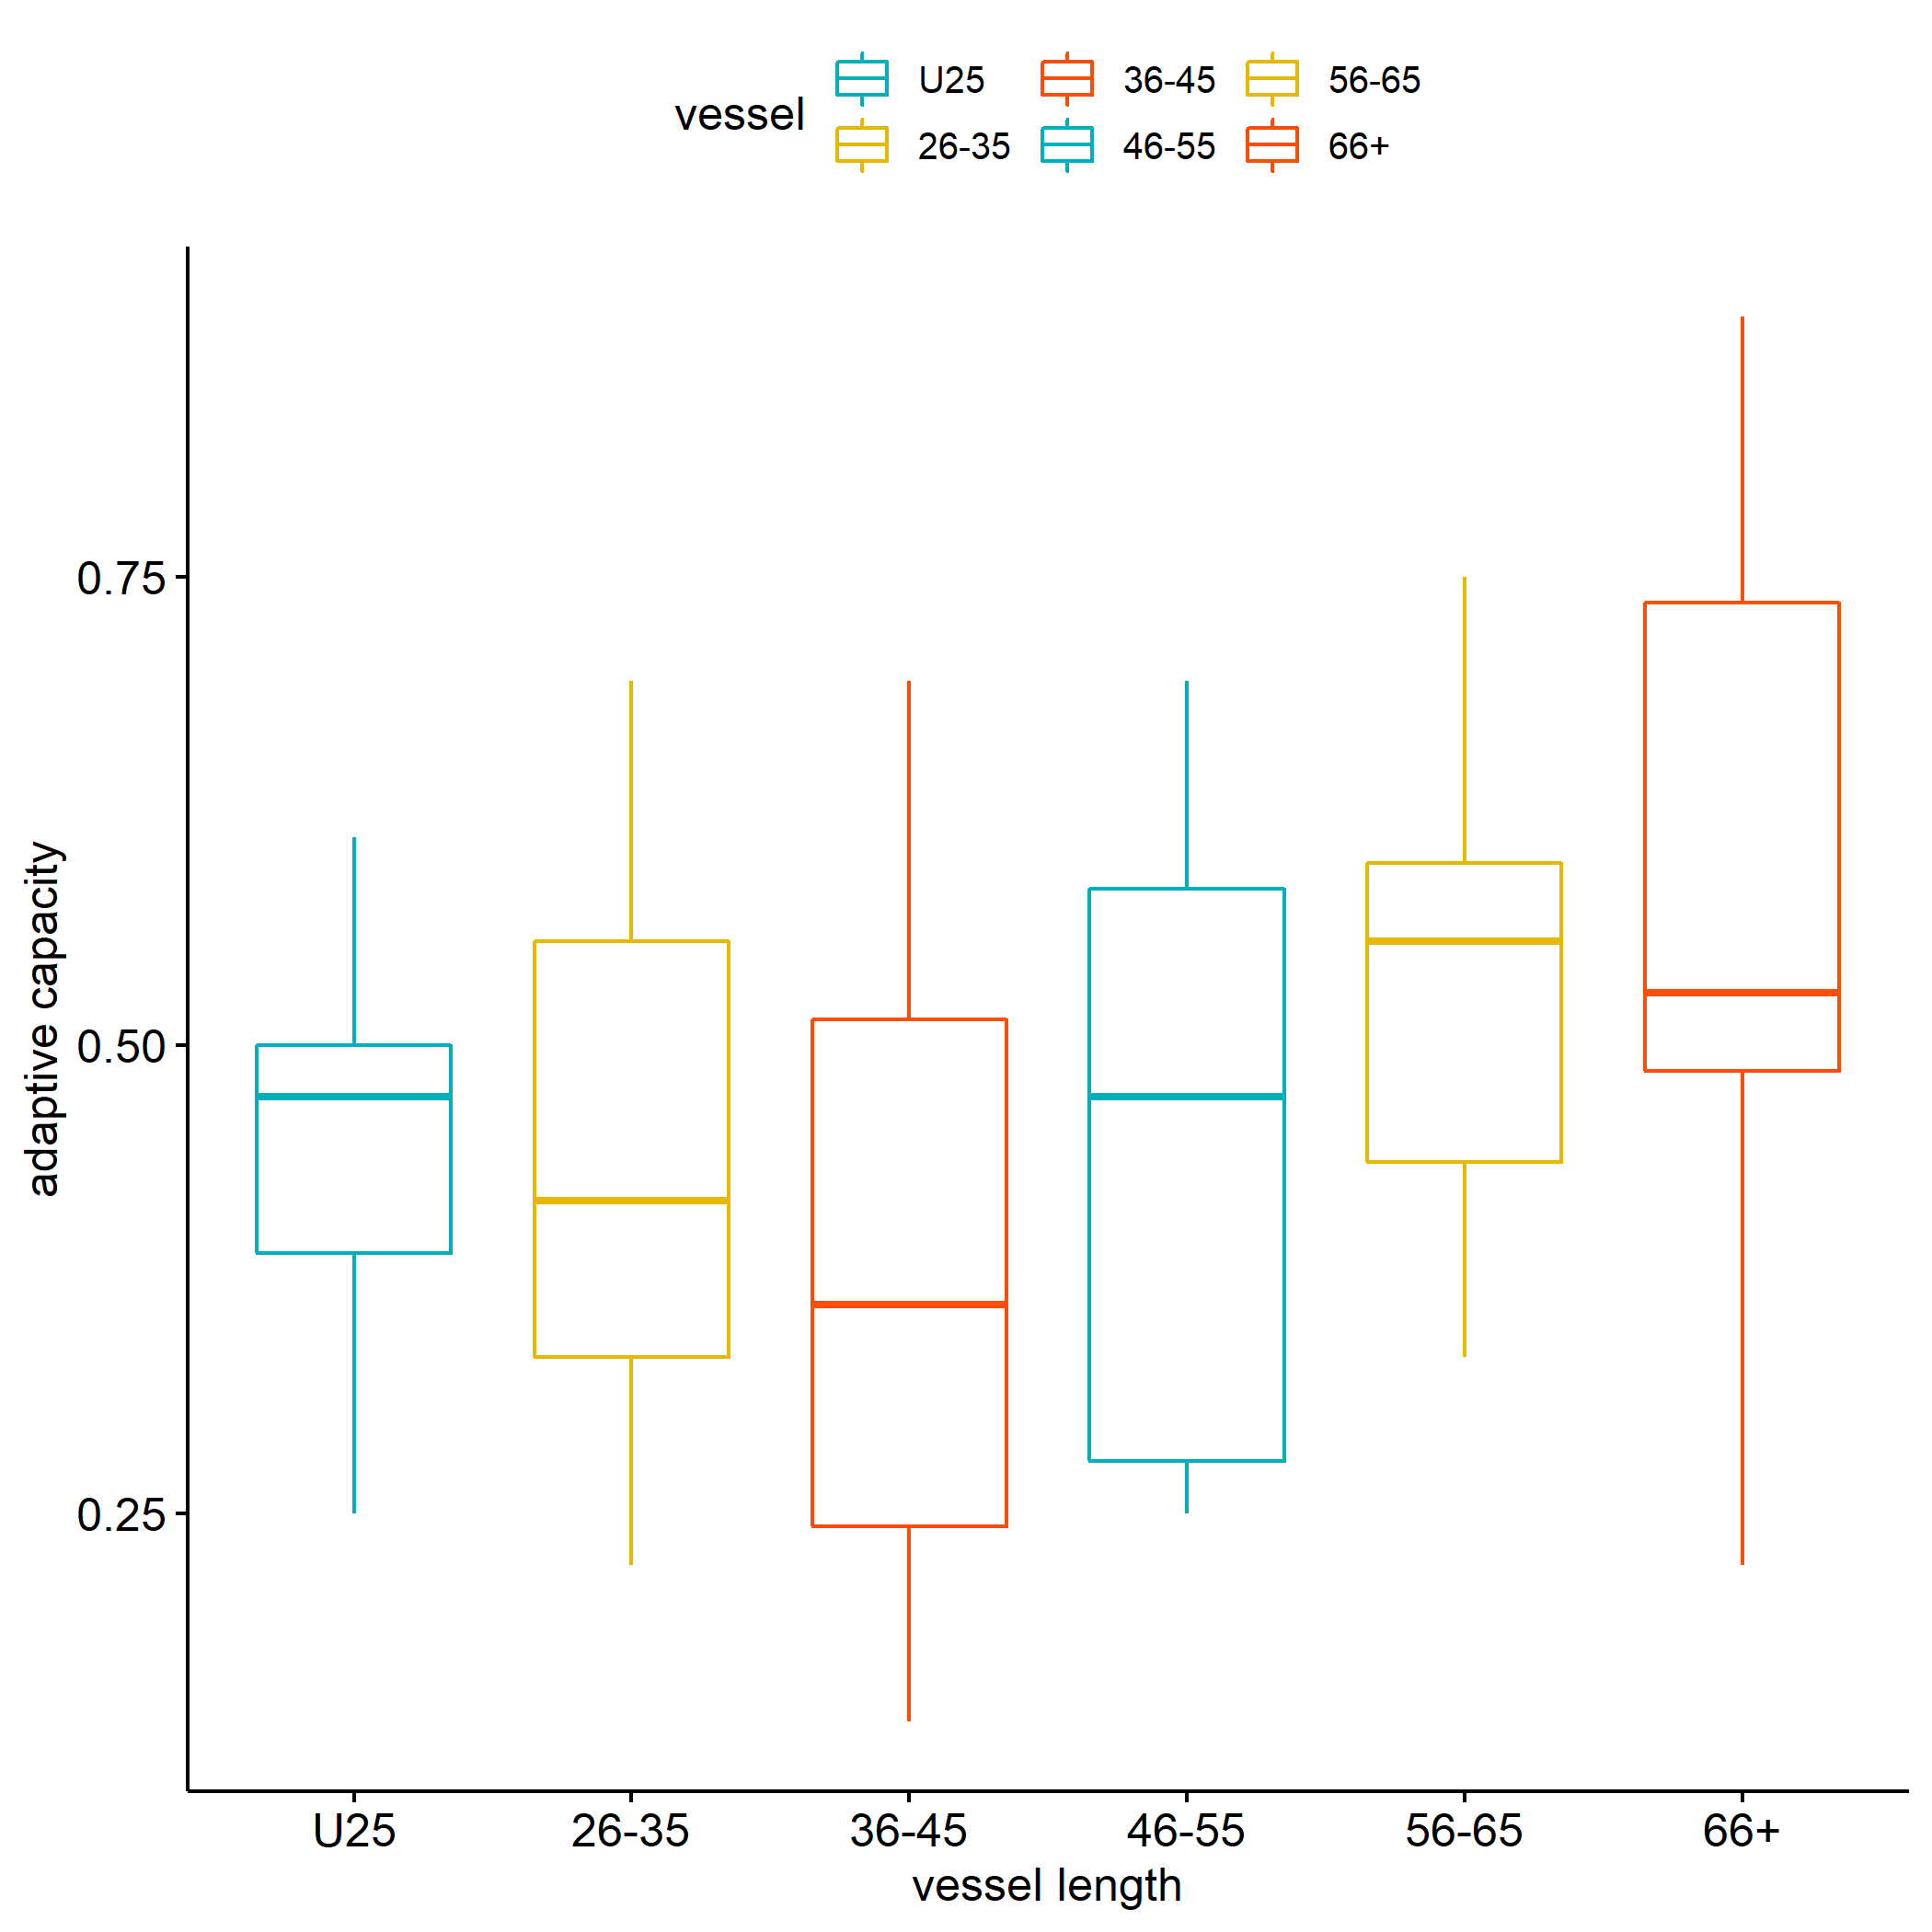 vessel
U25 36-45 56-65
26-35 46-55 66+
adaptive capacity
0.75
0.50
0.25
U25 26-35 36-45 46-55 56-65 66+
vessel length